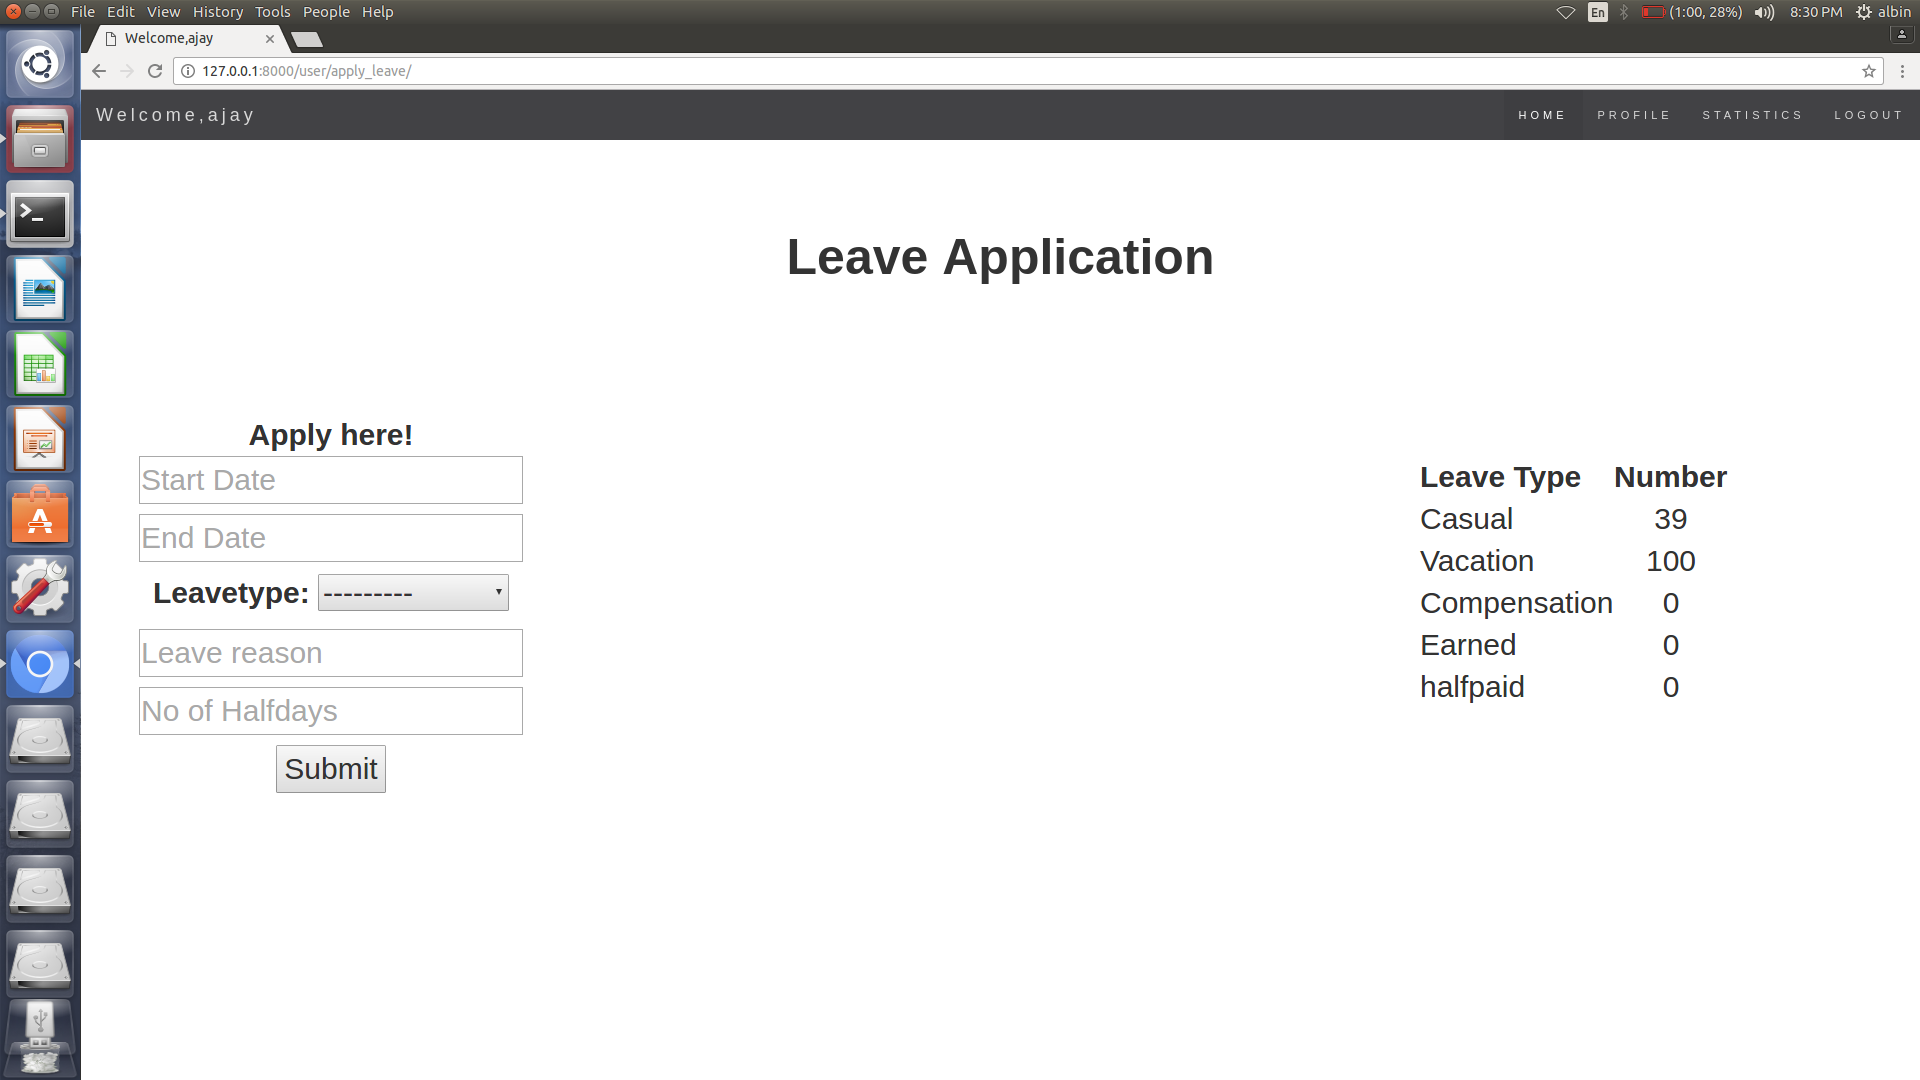 File Edit View History Tools People Help
En (1:00, 28%) 8:30 PM albin
Welcome,ajay
127.0.0.1:8000/user/apply_leave/
Welcome,ajay
HOME PROFILE STATISTICS LOGOUT
Leave Application
Apply here!
Start Date
End Date
Leavetype: ---------
Leave reason
No of Halfdays
Submit
Leave Type Number
Casual 39
Vacation 100
Compensation 0
Earned 0
halfpaid 0